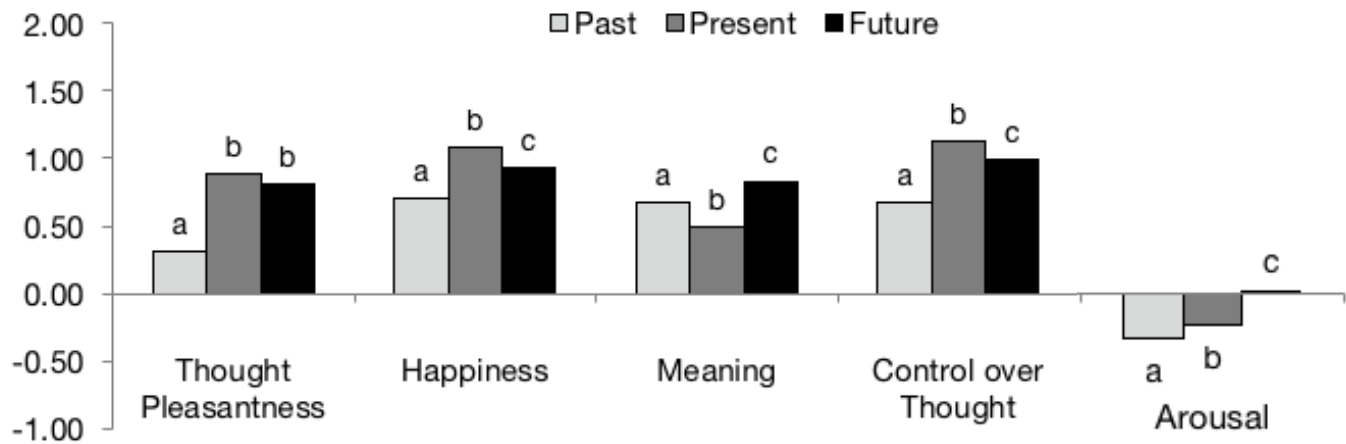 2.00
Past Present Future
1.50
1.00
0.50
0.00
-0.50
-1.00
a b b
a b c
a b c
a b c
a b c
Thought
Pleasantness
Happiness
Meaning
Control over
Thought
Arousal